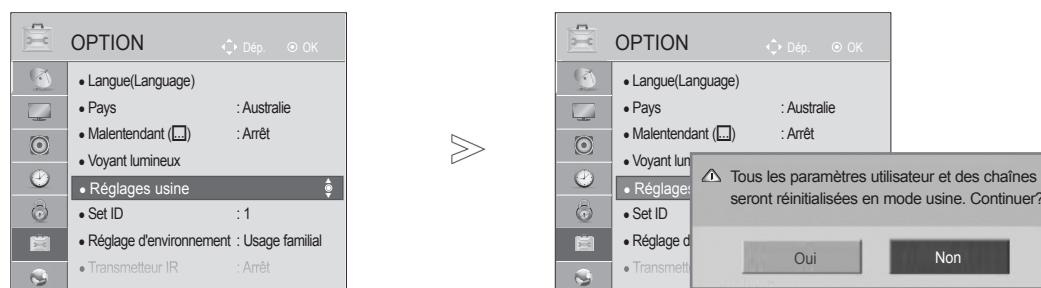 OPTION Dép. OK
• Langue(Language)
• Pays : Australie
• Malentendant (...) : Arrêt
• Voyant lumineux
• Réglages usine
• Set ID : 1
• Réglage d'environnement : Usage familial
• Transmetteur IR : Arrêt
OPTION Dép. OK
• Langue(Language)
• Pays : Australie
• Malentendant (...) : Arrêt
• Voyant lum
• Réglages
• Set ID
• Réglage d
• Transmett
Tous les paramètres utilisateur et des chaînes
seront réinitialisées en mode usine. Continuer?
Oui Non